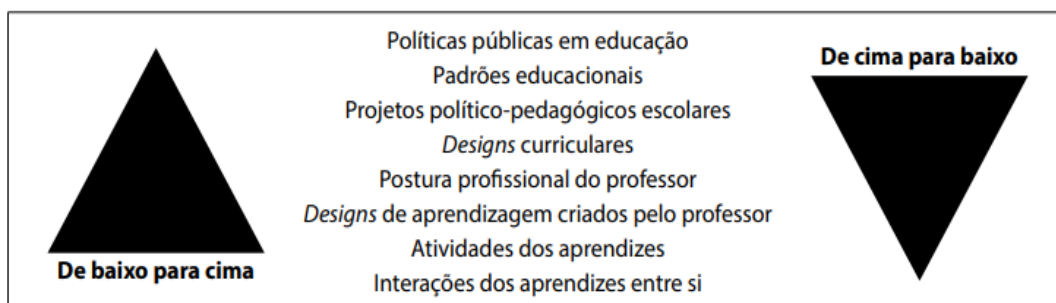 Políticas públicas em educação
Padrões educacionais
Projetos político-pedagógicos escolares
Designs curriculares
Postura profissional do professor
Designs de aprendizagem criados pelo professor
Atividades dos aprendizes
Interações dos aprendizes entre si
De baixo para cima
De cima para baixo